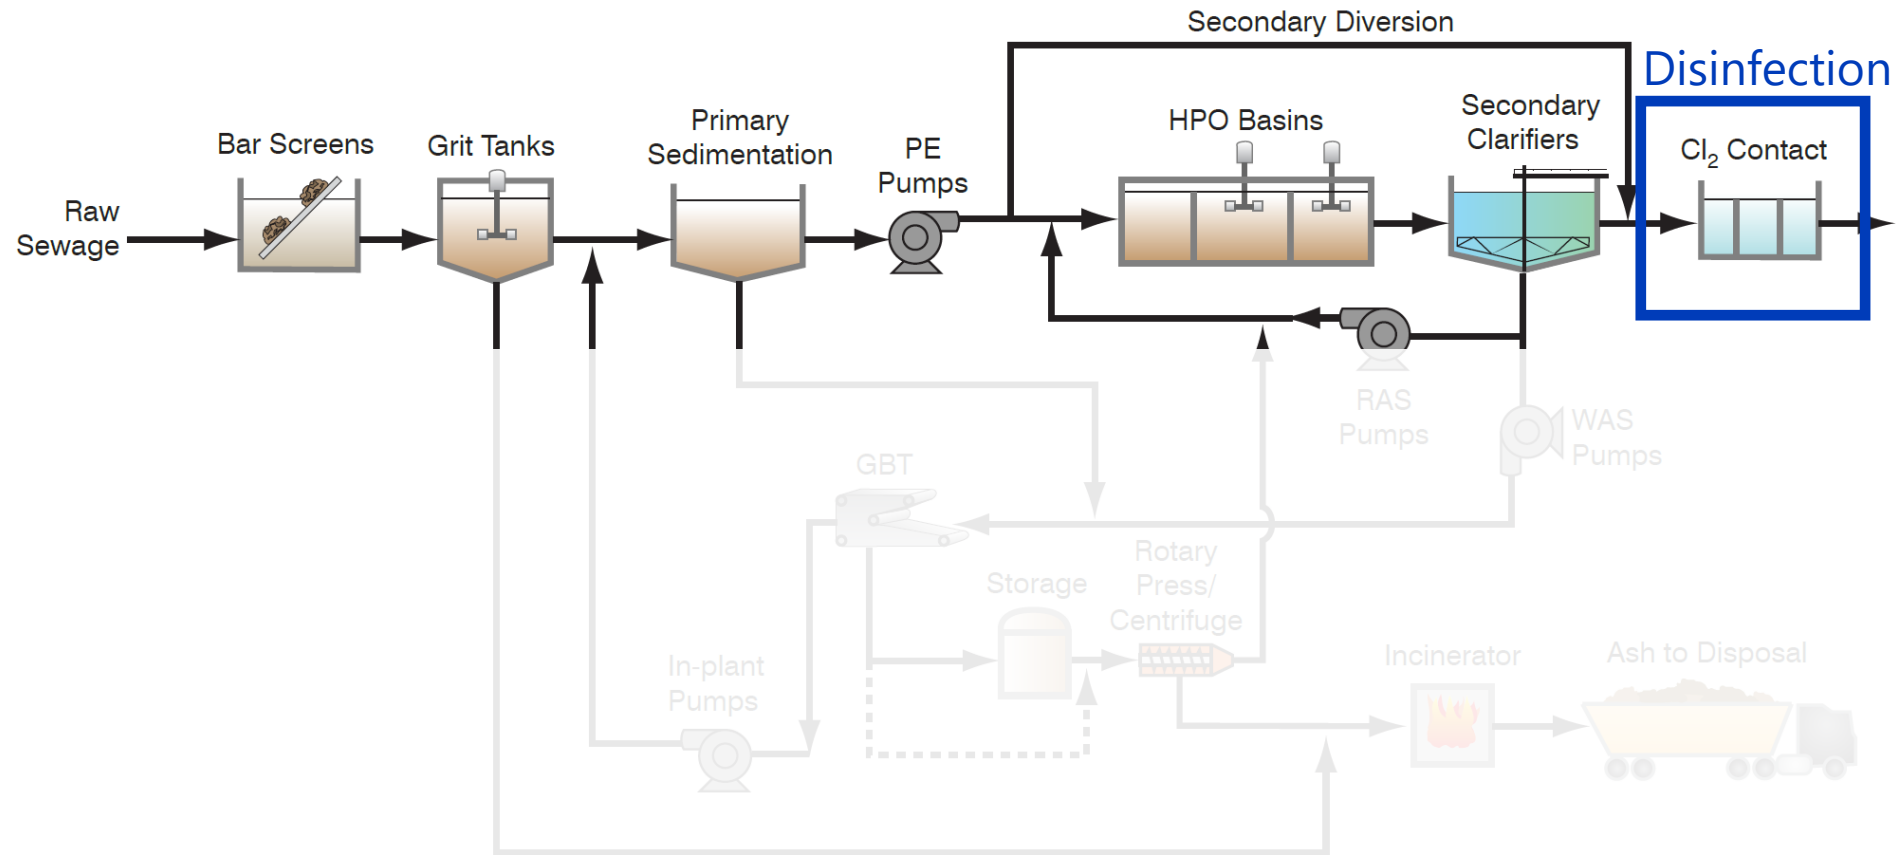 Secondary Diversion
Disinfection
Bar Screens
Grit Tanks
Primary
Sedimentation
PE
Pumps
HPO Basins
Secondary
Clarifiers
Cl₂ Contact
Raw
Sewage
RAS
Pumps
WAS
Pumps
GBT
Storage
Rotary
Press/
Centrifuge
In-plant
Pumps
Incinerator
Ash to Disposal